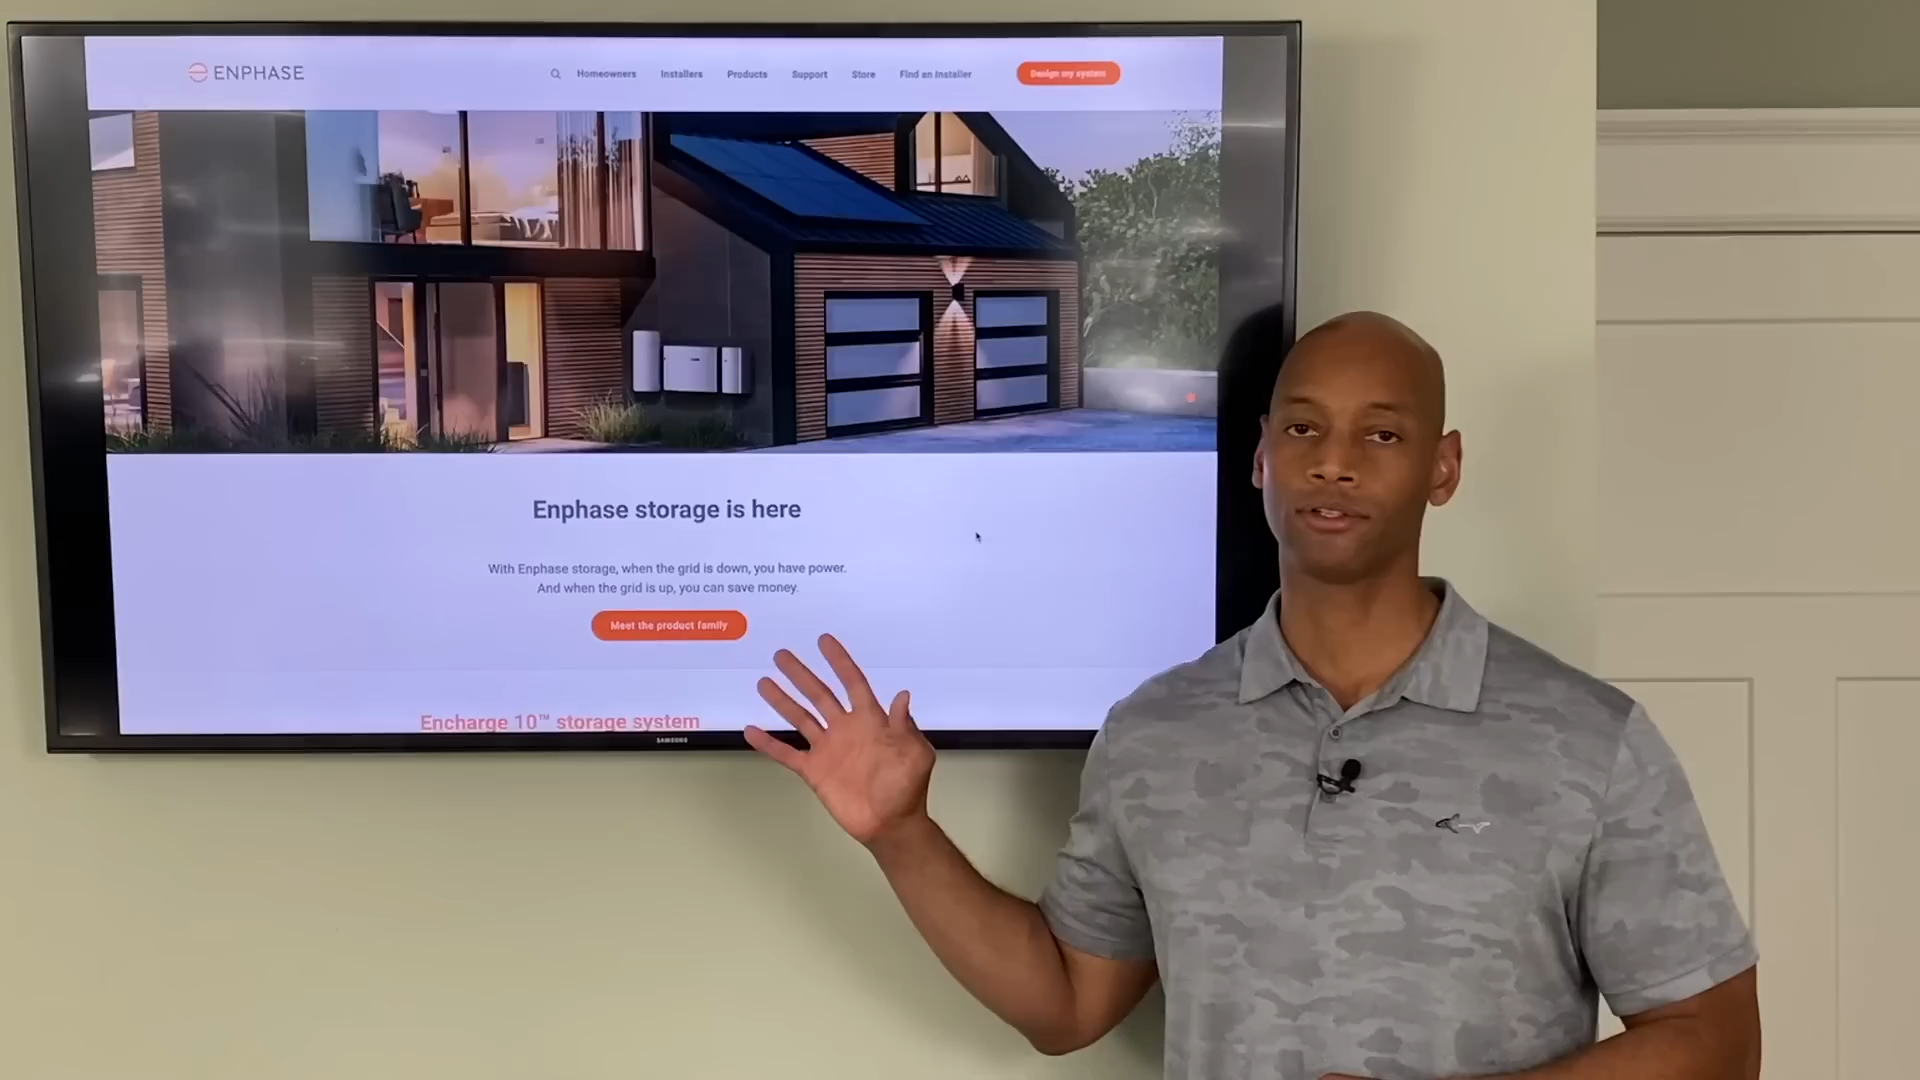 ENPHASE
Homeowners Installers Products Support Store Find an Installer Design my system
Enphase storage is here
With Enphase storage, when the grid is down, you have power.
And when the grid is up, you can save money.
Meet the product family
Encharge 10™ storage system
SAMSUNG